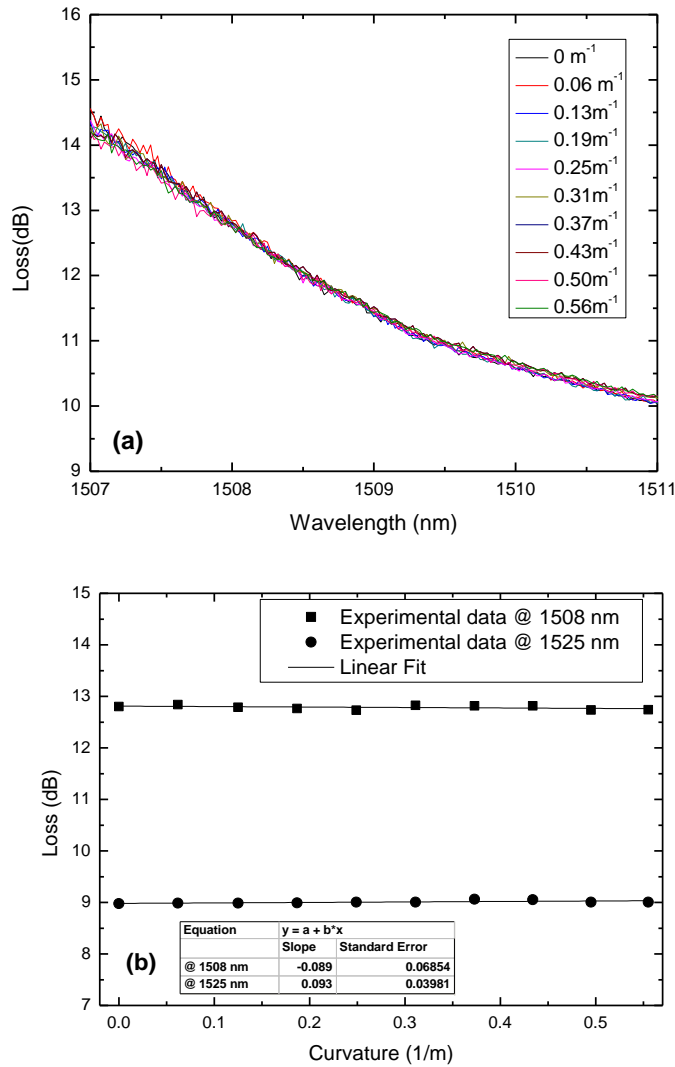 16
15
14
13
12
11
10
9
Loss(dB)
0 m⁻¹
0.06 m⁻¹
0.13m⁻¹
0.19m⁻¹
0.25m⁻¹
0.31m⁻¹
0.37m⁻¹
0.43m⁻¹
0.50m⁻¹
0.56m⁻¹
(a)
1507 1508 1509 1510 1511
Wavelength (nm)
15
14
13
12
11
10
9
8
7
Loss (dB)
Experimental data @ 1508 nm
Experimental data @ 1525 nm
Linear Fit
(b)
Equation y = a + b*x
Slope Standard Error
@ 1508 nm -0.089 0.06854
@ 1525 nm 0.093 0.03981
0.0 0.1 0.2 0.3 0.4 0.5
Curvature (1/m)